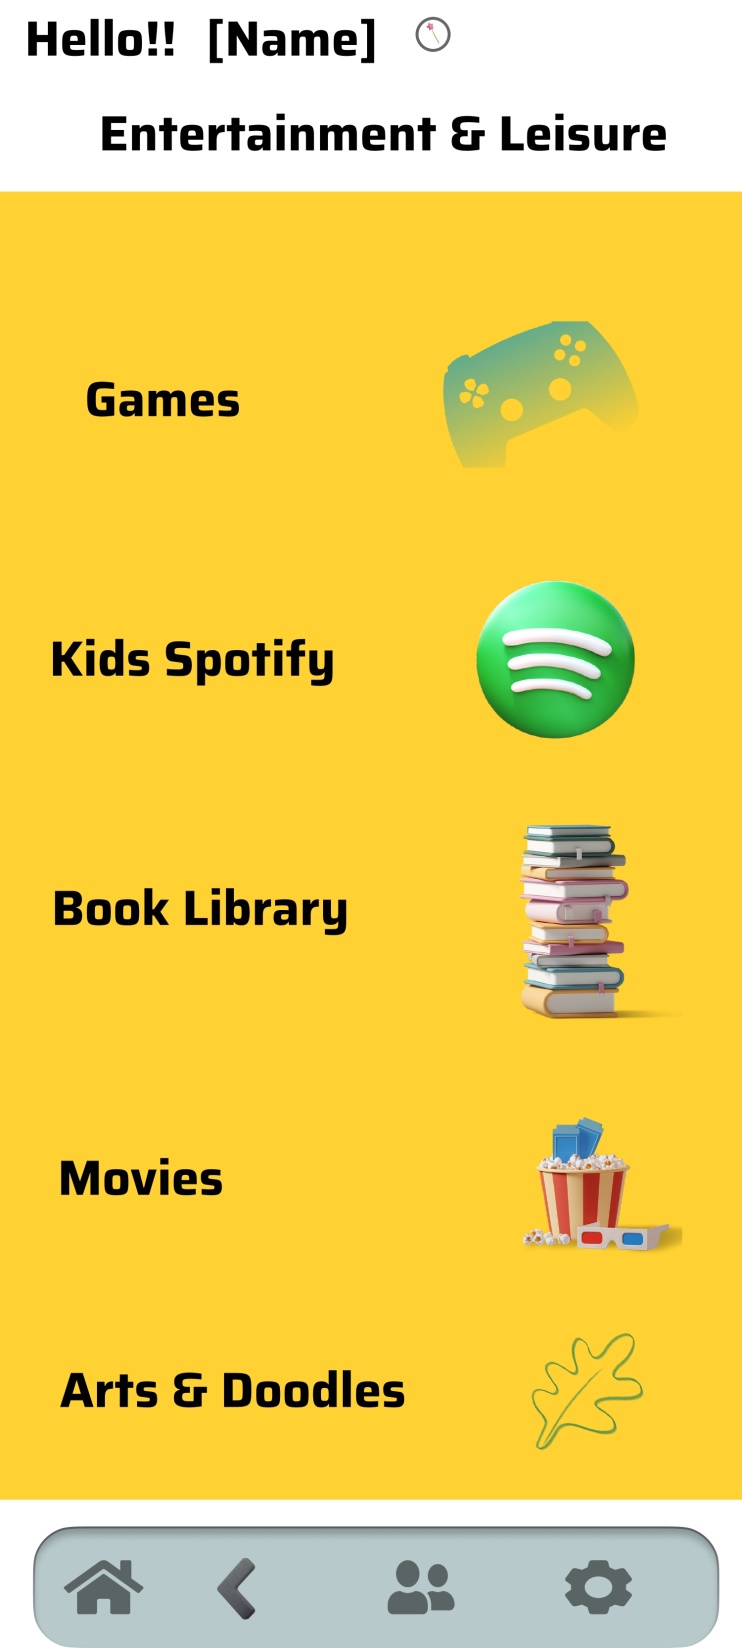 Hello!! [Name]
Entertainment & Leisure
Games
Kids Spotify
Book Library
Movies
Arts & Doodles